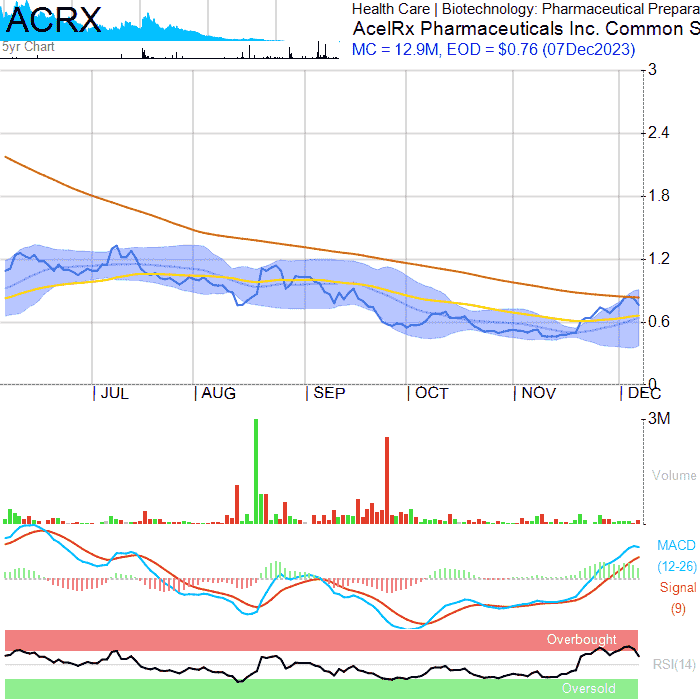 ACRX
5yr Chart
Health Care | Biotechnology: Pharmaceutical Prepara
AcelRx Pharmaceuticals Inc. Common S
MC = 12.9M, EOD = $0.76 (07Dec2023)
3
2.4
1.8
1.2
0.6
0
JUL AUG SEP OCT NOV DEC
3M
Volume
MACD
(12-26)
Signal
(9)
Overbought
RSI(14)
Oversold